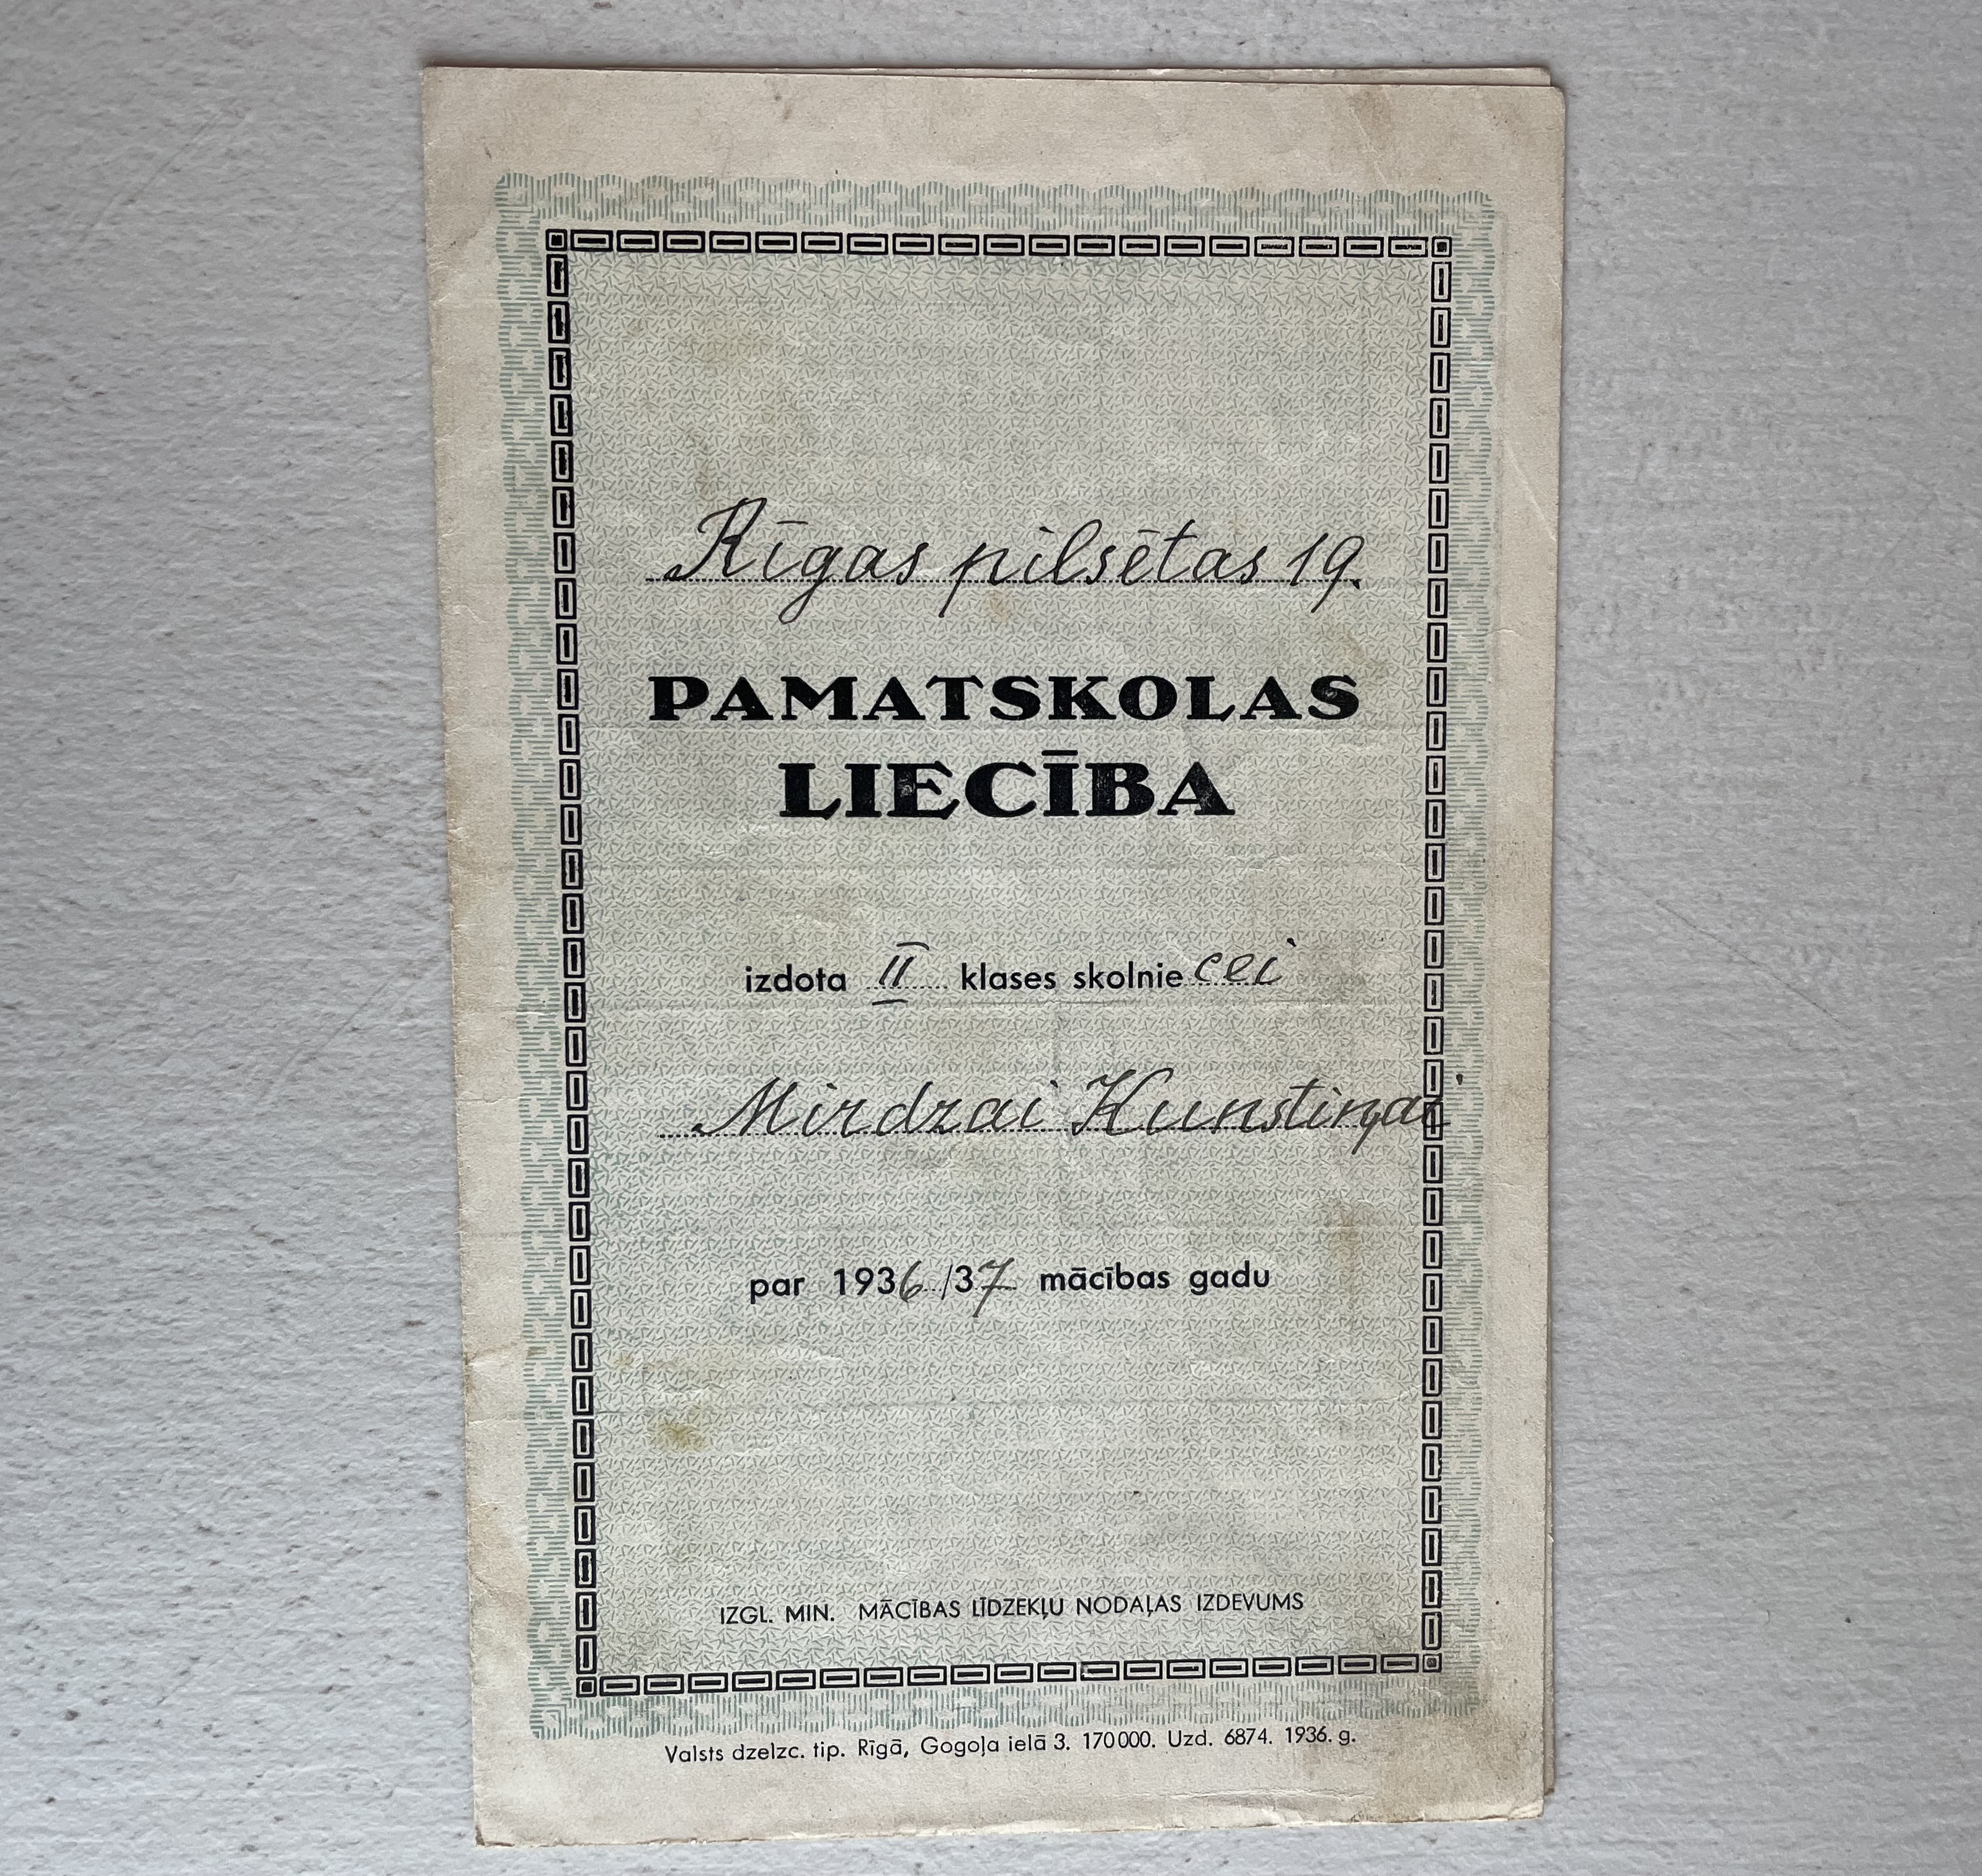 Rīgas pilsētas 19.
PAMATSKOLAS
LIECĪBA
izdota II klases skolniecei
Mirdzai Kunstiņai
par 1936/37 mācības gadu
IZGL. MIN. MĀCĪBAS LĪDZEKĻU NODAĻAS IZDEVUMS
Valsts dzelzc. tip. Rīgā, Gogoļa ielā 3. 170000. Uzd. 6874. 1936. g.